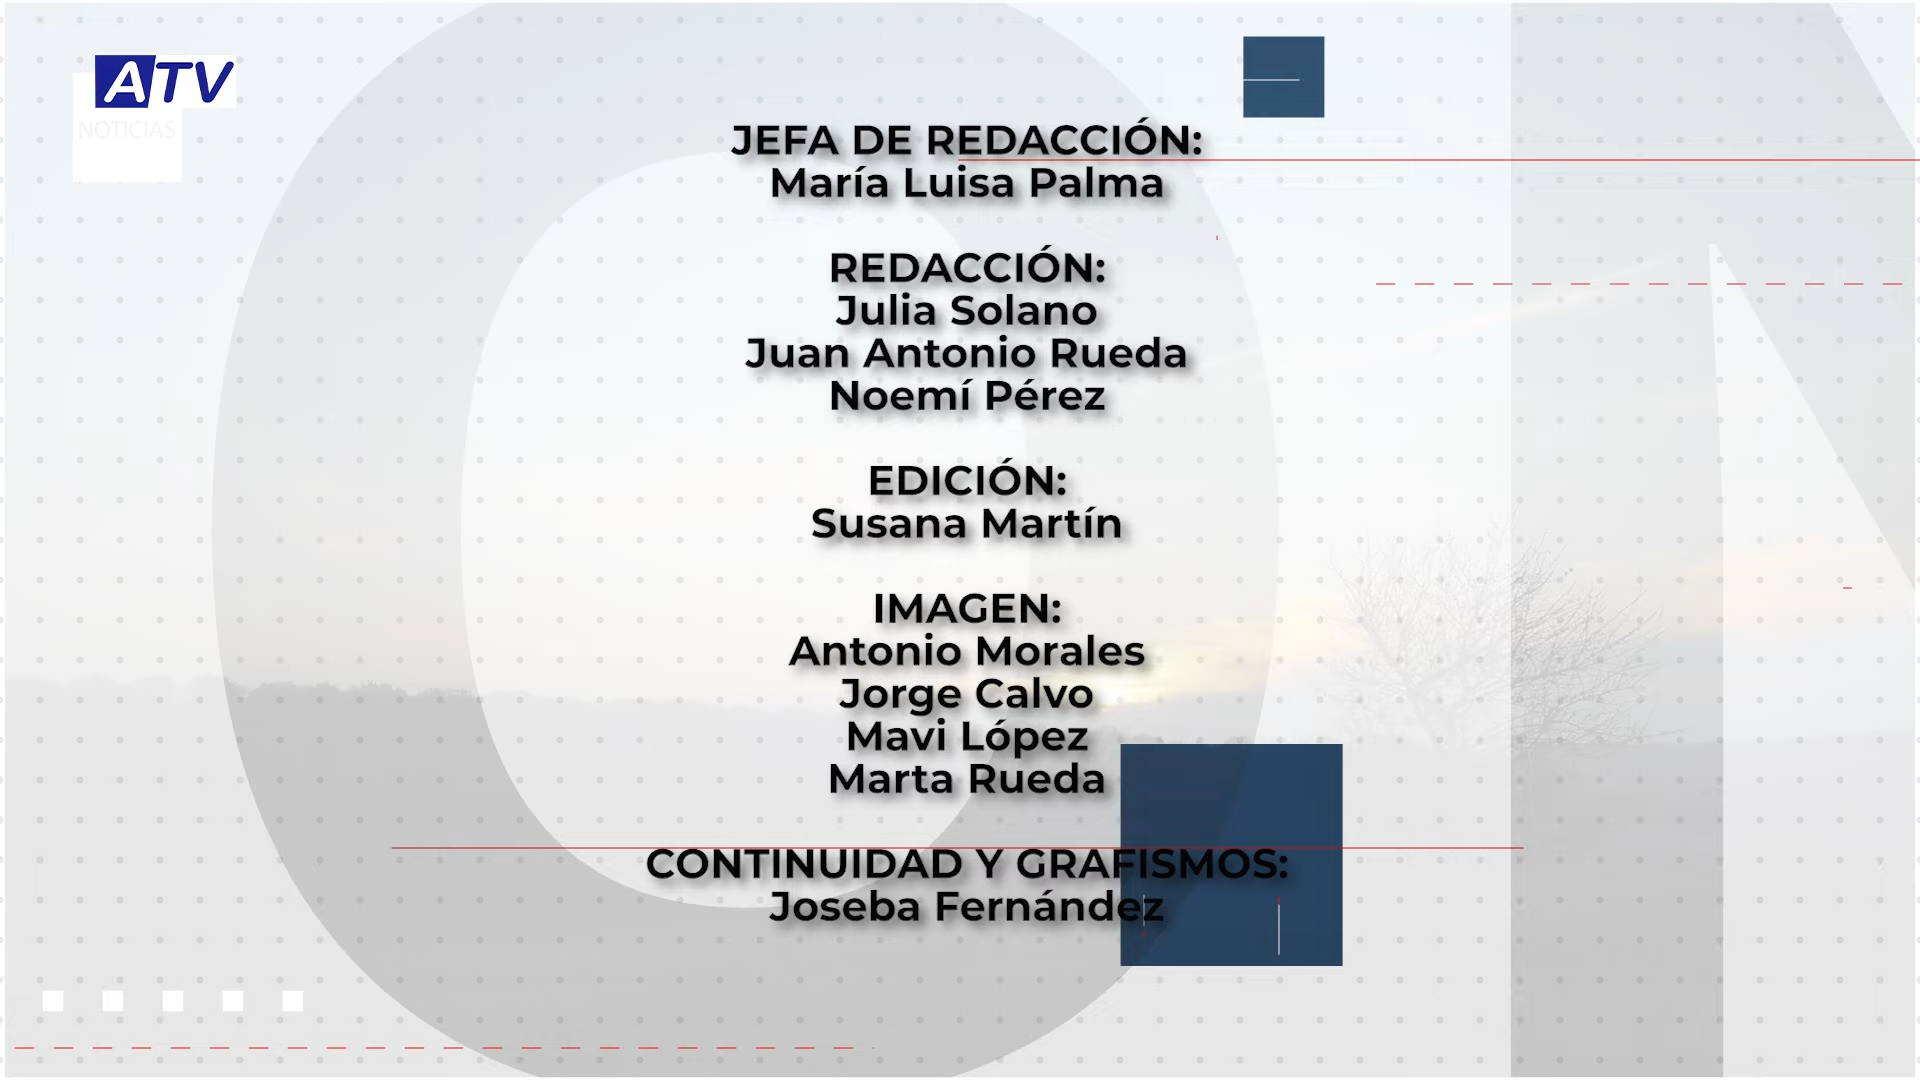 ATV
NOTICIAS
JEFA DE REDACCIÓN:
María Luisa Palma
REDACCIÓN:
Julia Solano
Juan Antonio Rueda
Noemí Pérez
EDICIÓN:
Susana Martín
IMAGEN:
Antonio Morales
Jorge Calvo
Mavi López
Marta Rueda
CONTINUIDAD Y GRAFISMOS:
Joseba Fernández